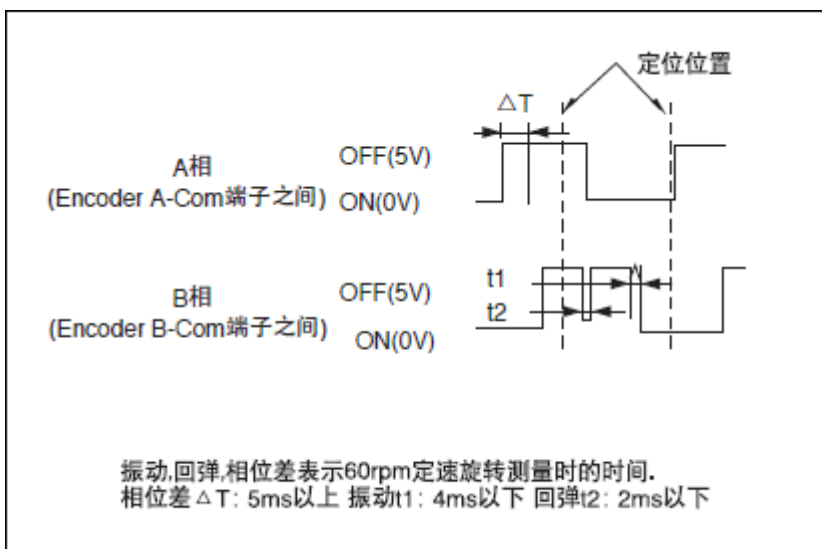 定位位置
△T
A相
(Encoder A-Com端子之间)
OFF(5V)
ON(0V)
B相
(Encoder B-Com端子之间)
OFF(5V)
ON(0V)
t1
t2
振动,回弹,相位差表示60rpm定速旋转测量时的时间.
相位差△T: 5ms以上 振动t1: 4ms以下 回弹t2: 2ms以下